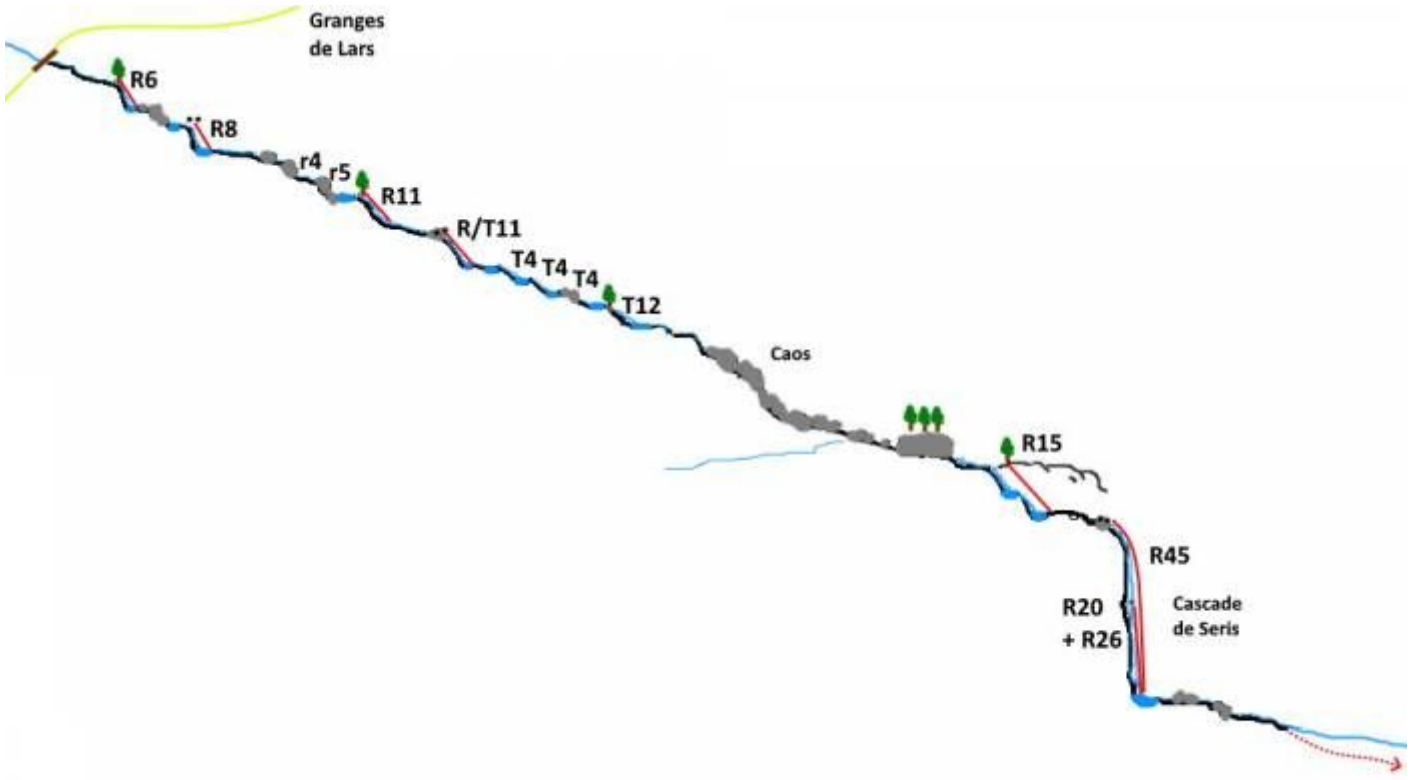 Granges
de Lars
R6
R8
r4
r5
R11
R/T11
T4
T4
T4
T12
Caos
R15
R45
R20
+ R26
Cascade
de Seris